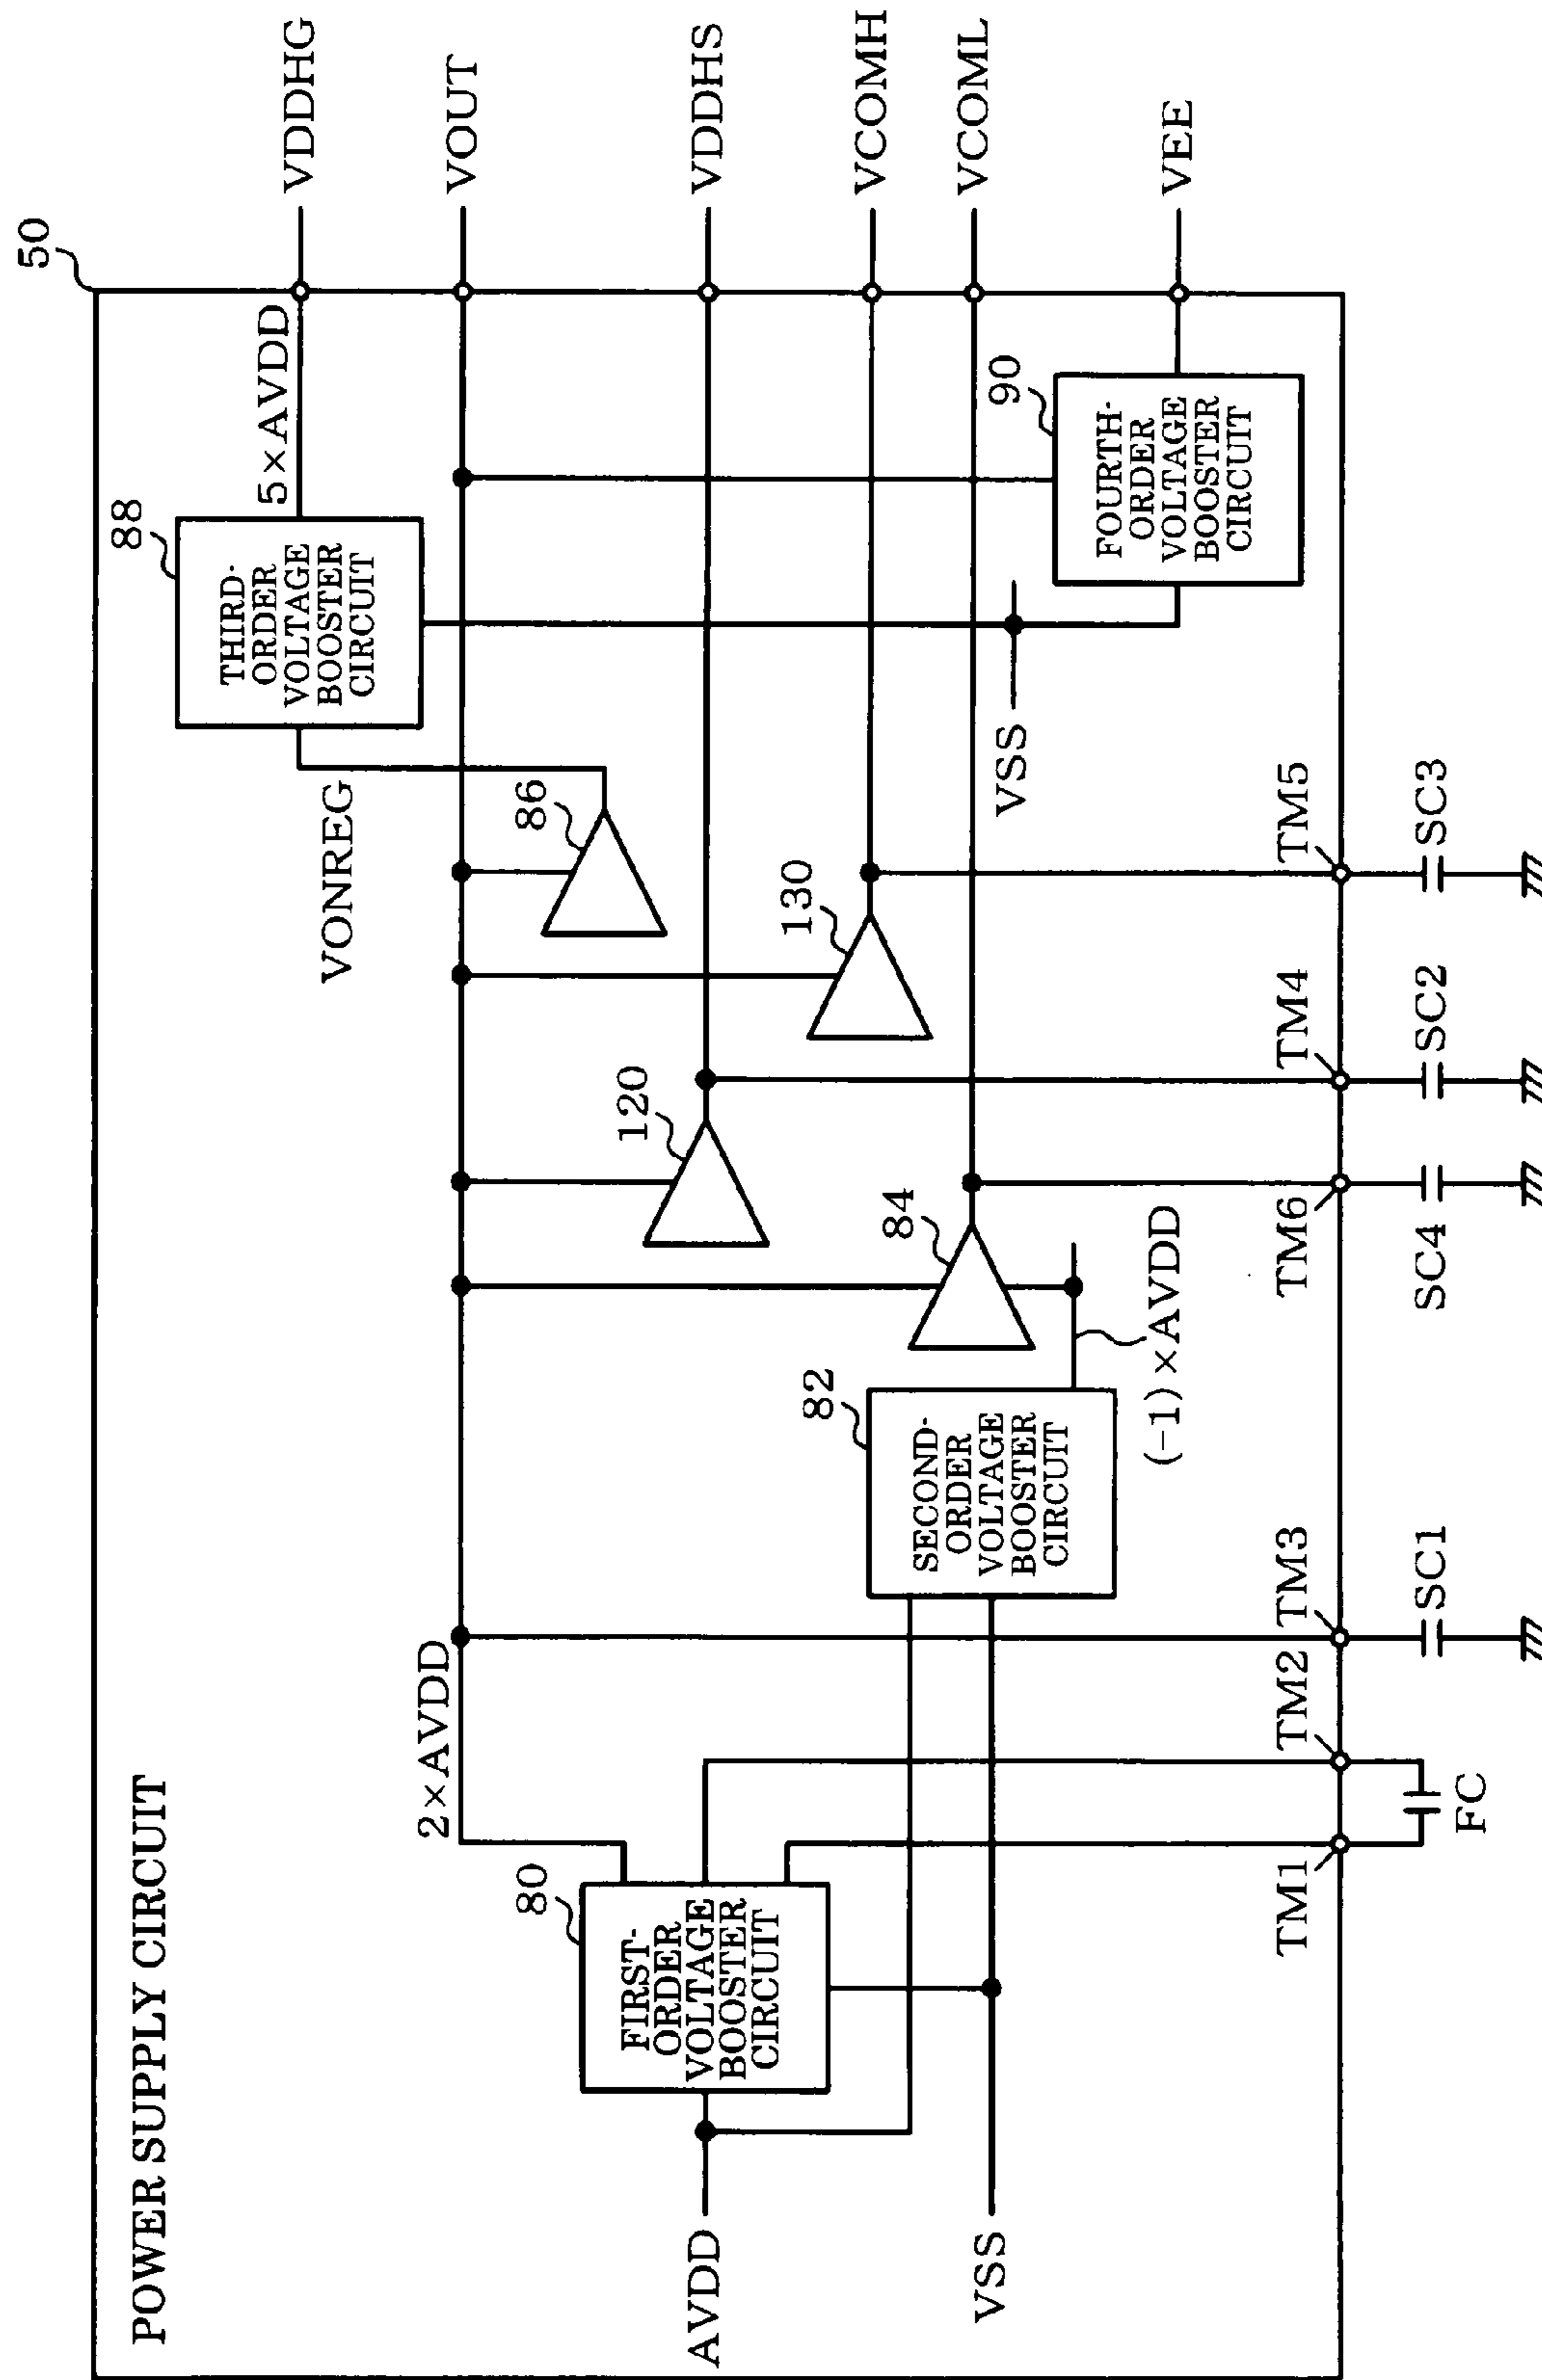 POWER SUPPLY CIRCUIT
50
VDDHG
5×AVDD
88
THIRD-
ORDER
VOLTAGE
BOOSTER
CIRCUIT
VONREG
2×AVDD
VOUT
86
80
FIRST-
ORDER
VOLTAGE
BOOSTER
CIRCUIT
AVDD
120
VDDHS
130
VCOMH
82
SECOND-
ORDER
VOLTAGE
BOOSTER
CIRCUIT
84
VCOML
VSS
VSS
90
FOURTH-
ORDER
VOLTAGE
BOOSTER
CIRCUIT
VEE
(−1)×AVDD
TM1
TM2
TM3
TM6
TM4
TM5
FC
SC1
SC4
SC2
SC3